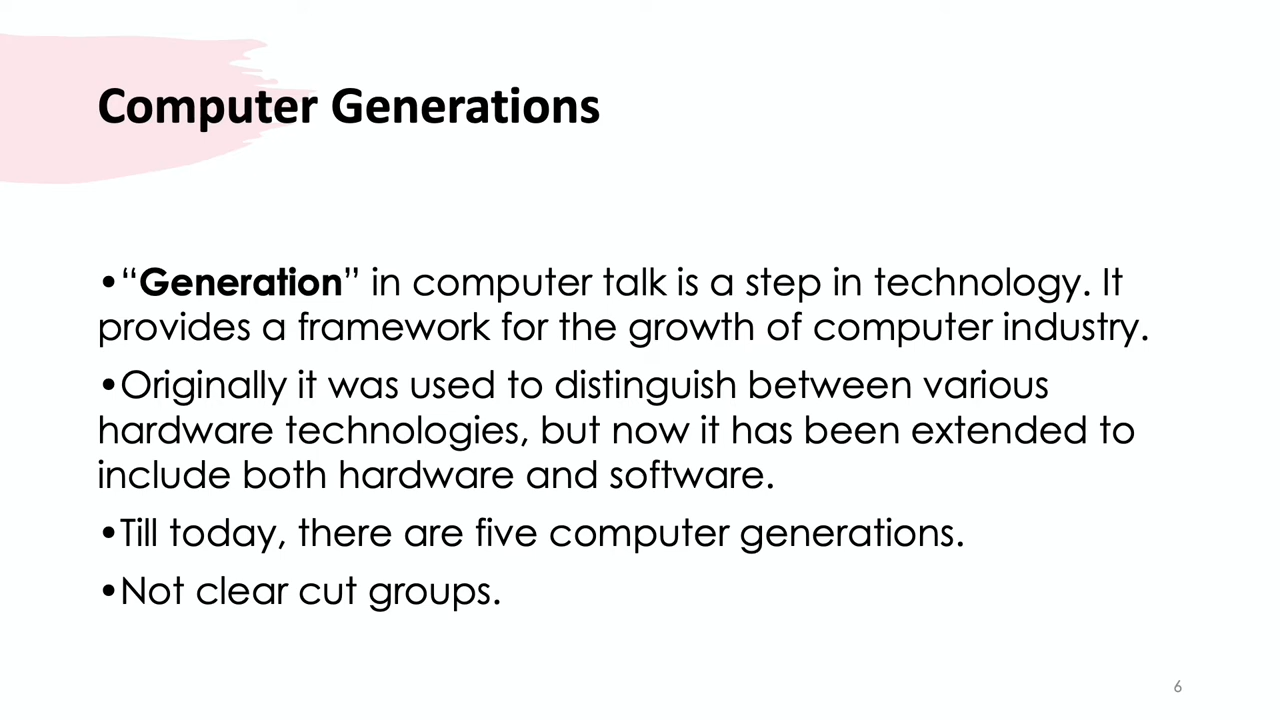 Computer Generations
•“Generation” in computer talk is a step in technology. It
provides a framework for the growth of computer industry.
•Originally it was used to distinguish between various
hardware technologies, but now it has been extended to
include both hardware and software.
•Till today, there are five computer generations.
•Not clear cut groups.
6